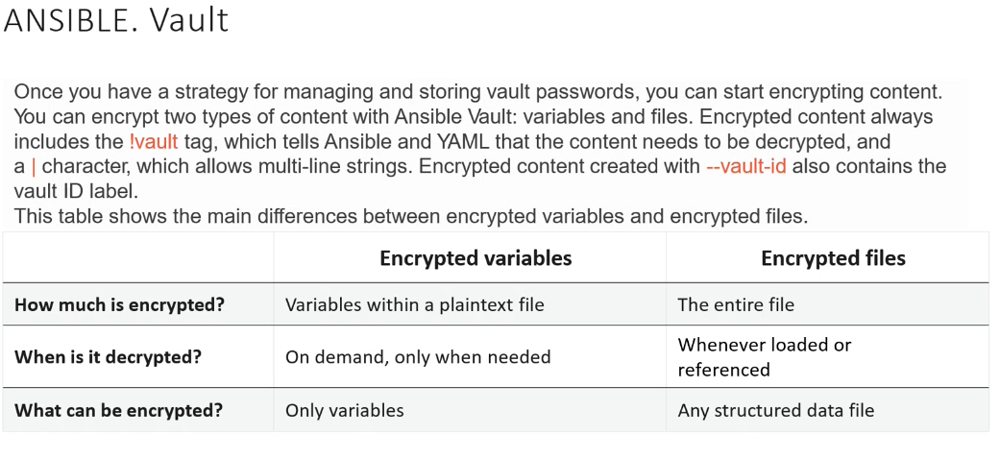 ANSIBLE. Vault
Once you have a strategy for managing and storing vault passwords, you can start encrypting content.
You can encrypt two types of content with Ansible Vault: variables and files. Encrypted content always
includes the !vault tag, which tells Ansible and YAML that the content needs to be decrypted, and
a | character, which allows multi-line strings. Encrypted content created with --vault-id also contains the
vault ID label.
This table shows the main differences between encrypted variables and encrypted files.
Encrypted variables Encrypted files
How much is encrypted? Variables within a plaintext file The entire file
When is it decrypted? On demand, only when needed Whenever loaded or
referenced
What can be encrypted? Only variables Any structured data file